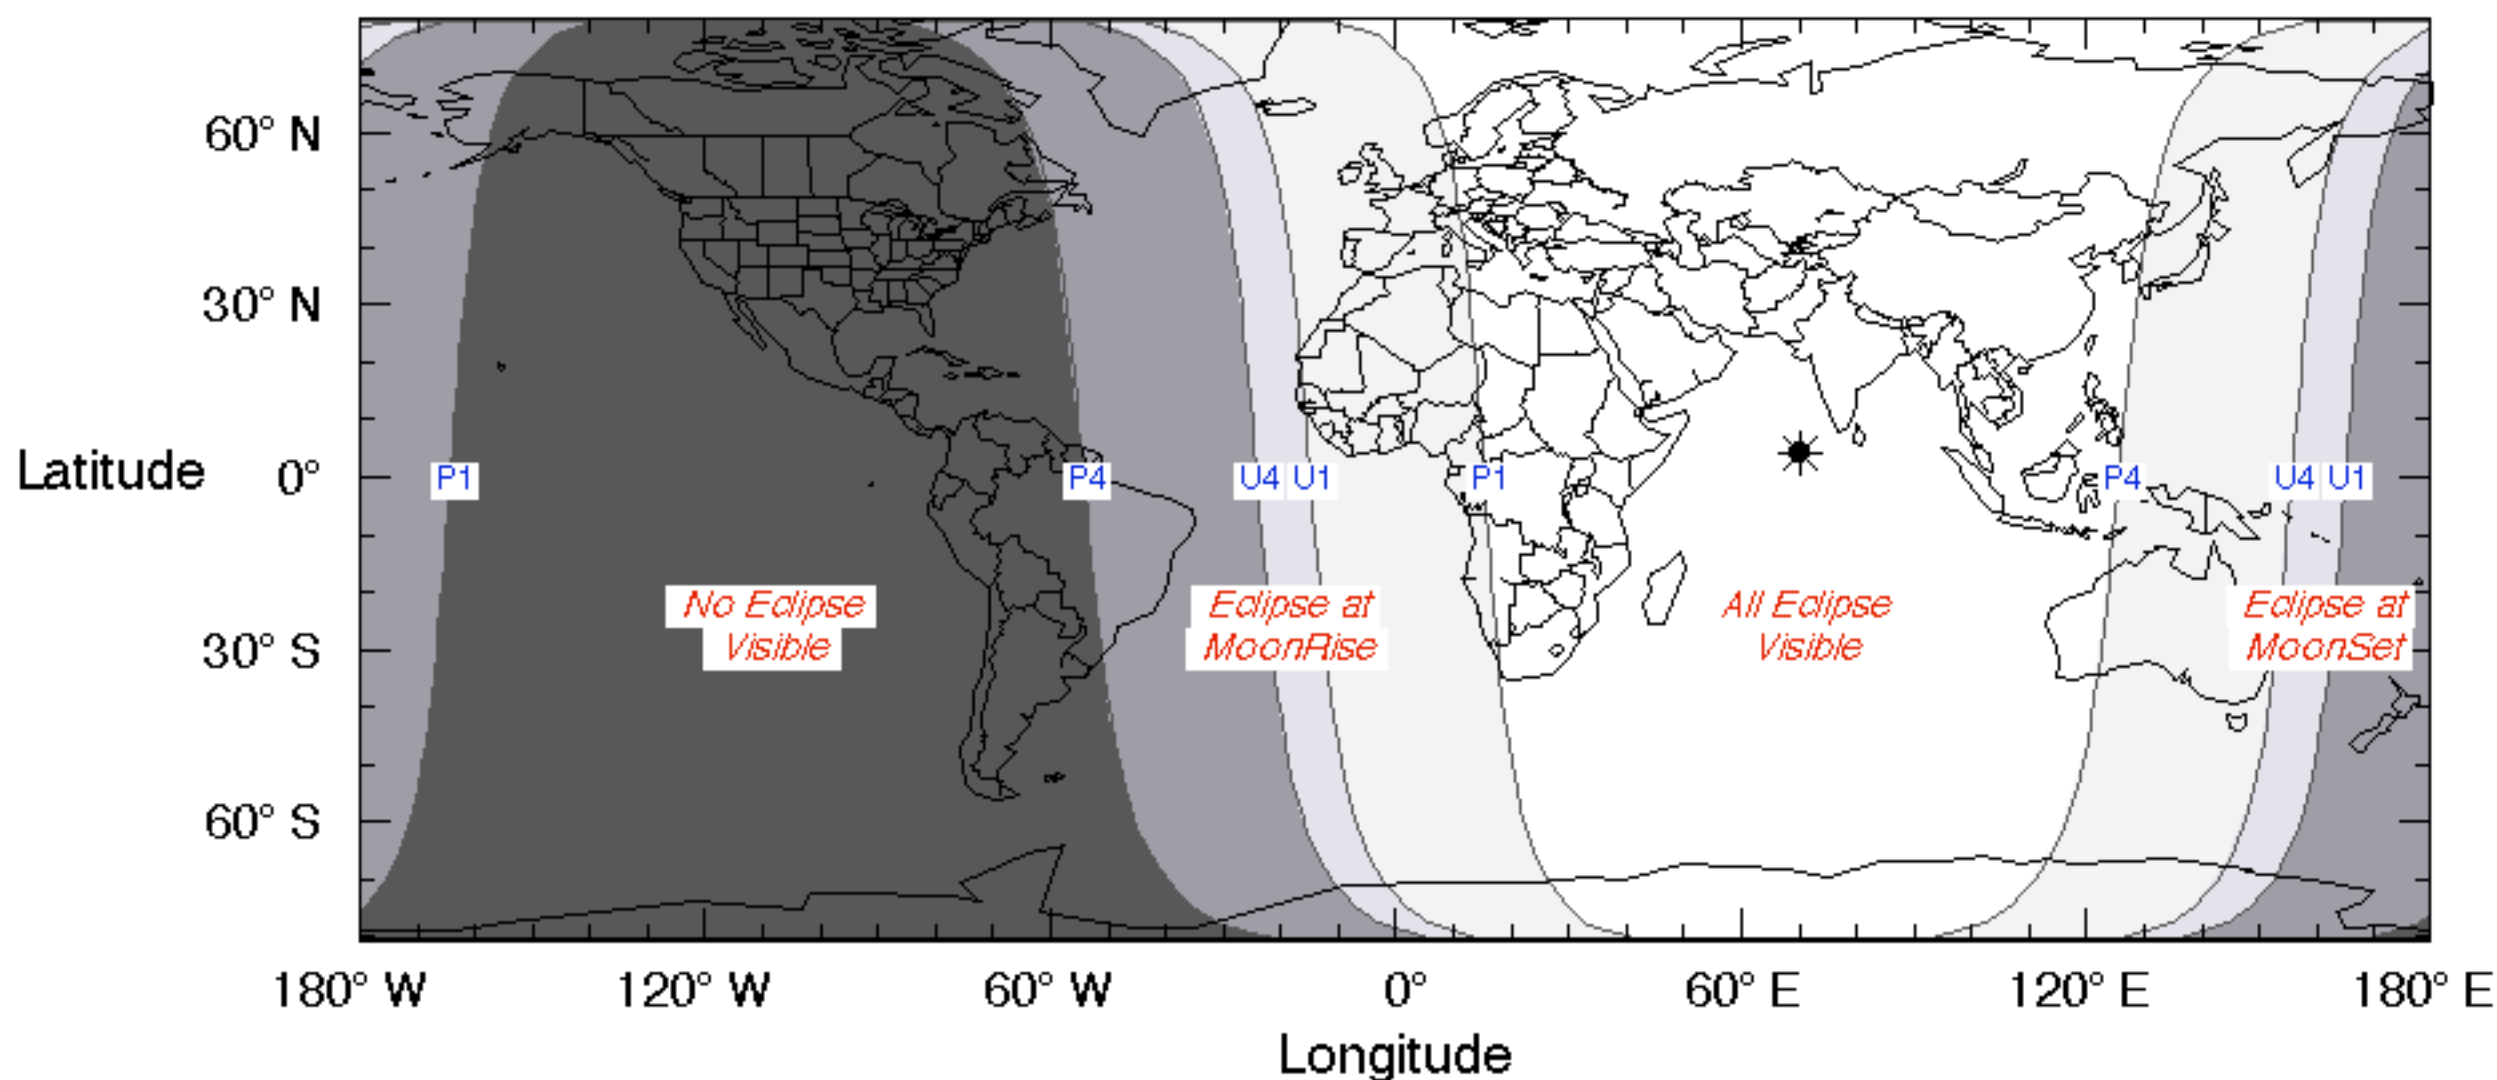 60° N
30° N
Latitude 0°
P1 P4 U4 U1 P1 P4 U4 U1
No Eclipse
Visible
Eclipse at
MoonRise
All Eclipse
Visible
Eclipse at
MoonSet
30° S
60° S
180° W 120° W 60° W 0° 60° E 120° E 180° E
Longitude